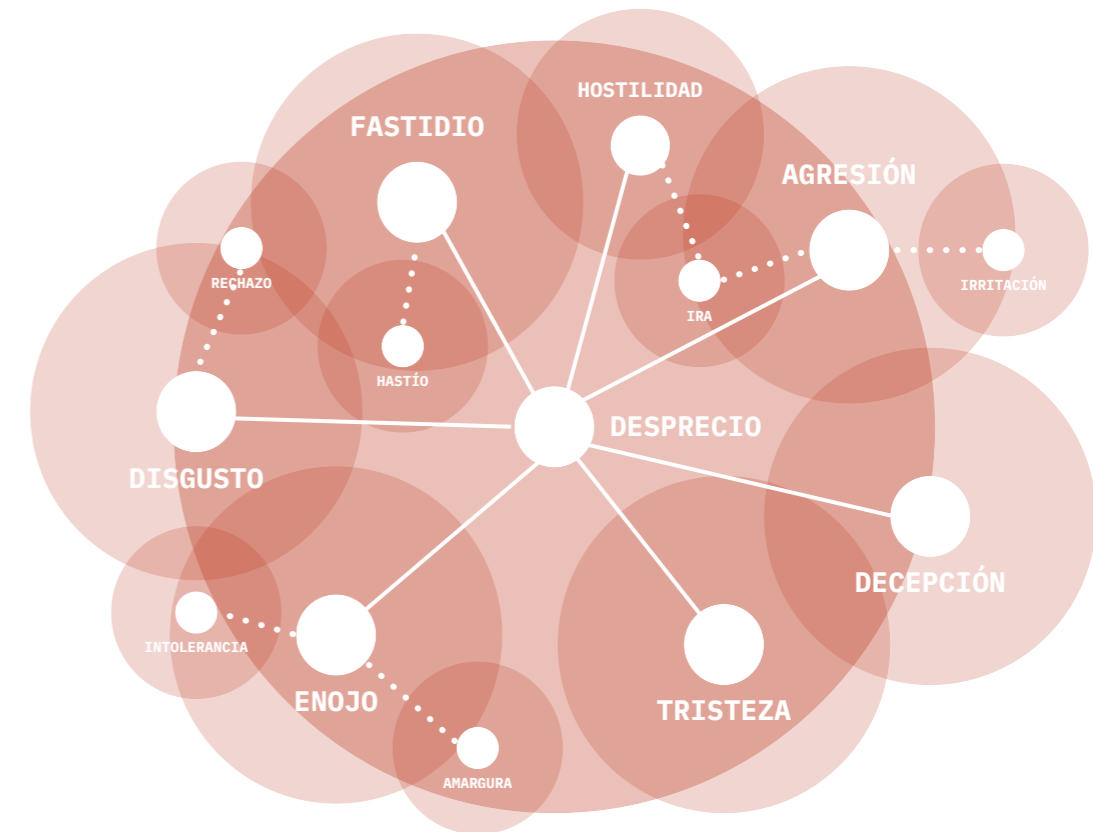 HOSTILIDAD
FASTIDIO
AGRESIÓN
RECHAZO
IRRITACIÓN
IRA
HASTÍO
DESPRECIO
DISGUSTO
DECEPCIÓN
INTOLERANCIA
ENOJO
TRISTEZA
AMARGURA